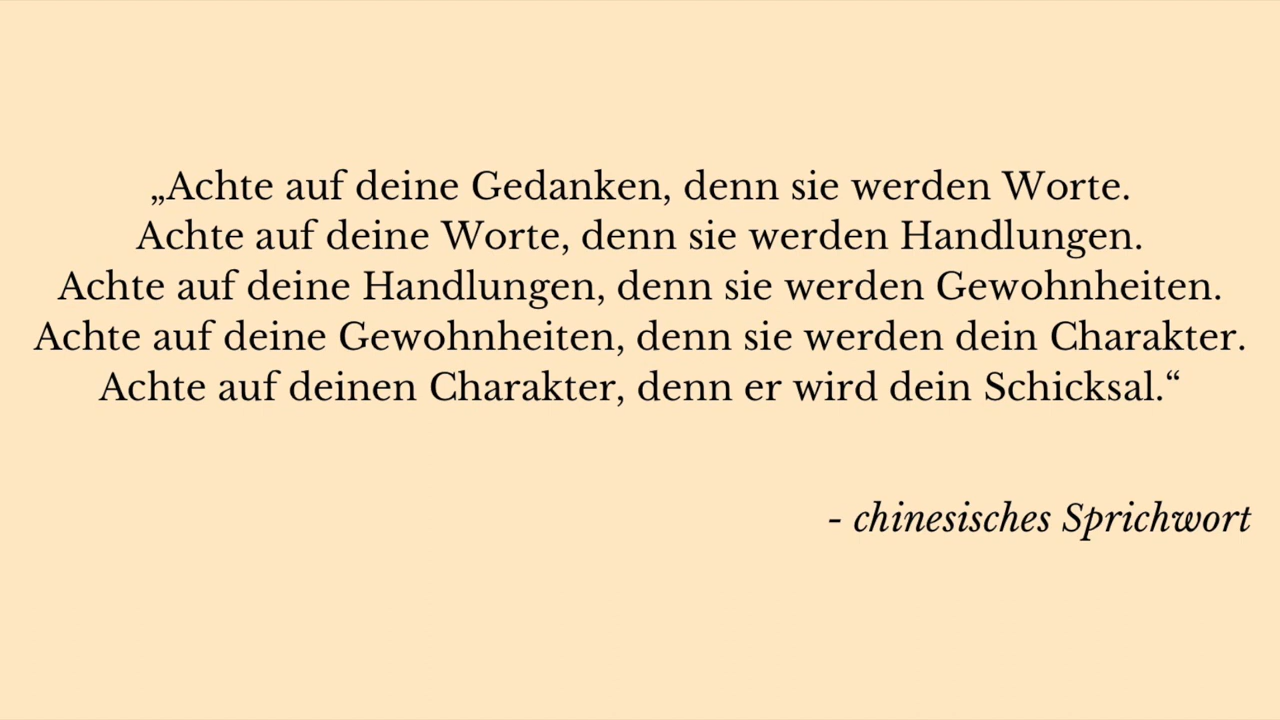 „Achte auf deine Gedanken, denn sie werden Worte.
Achte auf deine Worte, denn sie werden Handlungen.
Achte auf deine Handlungen, denn sie werden Gewohnheiten.
Achte auf deine Gewohnheiten, denn sie werden dein Charakter.
Achte auf deinen Charakter, denn er wird dein Schicksal.“
- chinesisches Sprichwort